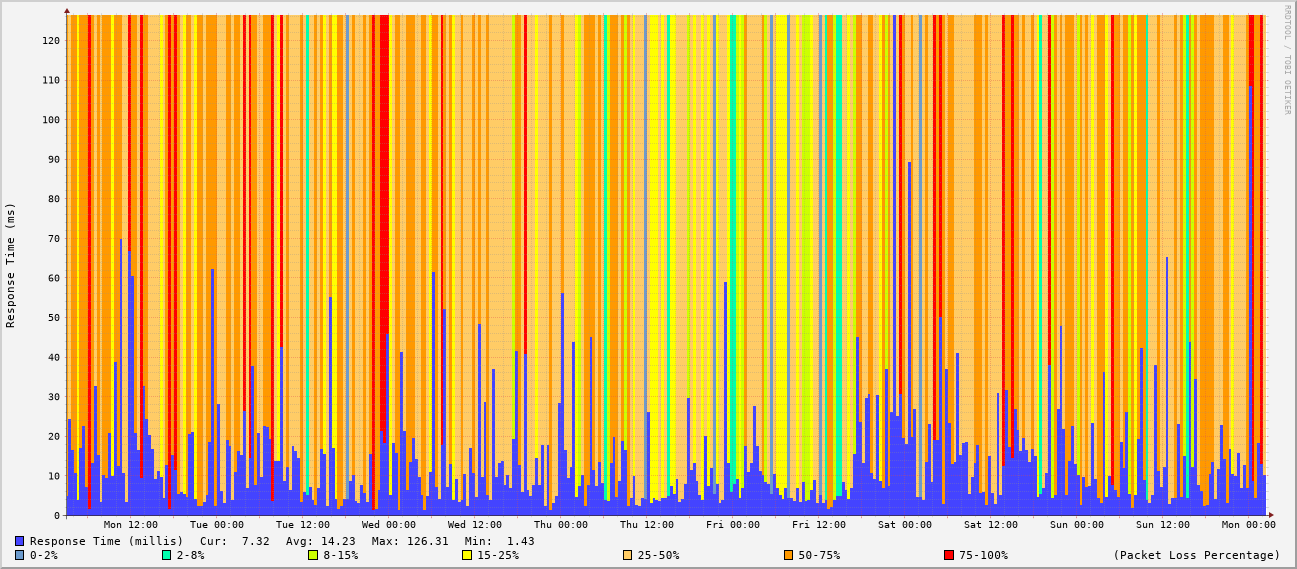 RRDTOOL / TOBI OETIKER
Response Time (ms)
120
110
100
90
80
70
60
50
40
30
20
10
0
Mon 12:00 Tue 00:00 Tue 12:00 Wed 00:00 Wed 12:00 Thu 00:00 Thu 12:00 Fri 00:00 Fri 12:00 Sat 00:00 Sat 12:00 Sun 00:00 Sun 12:00 Mon 00:00
Response Time (millis) Cur: 7.32 Avg: 14.23 Max: 126.31 Min: 1.43
0-2% 2-8% 8-15% 15-25% 25-50% 50-75% 75-100% (Packet Loss Percentage)